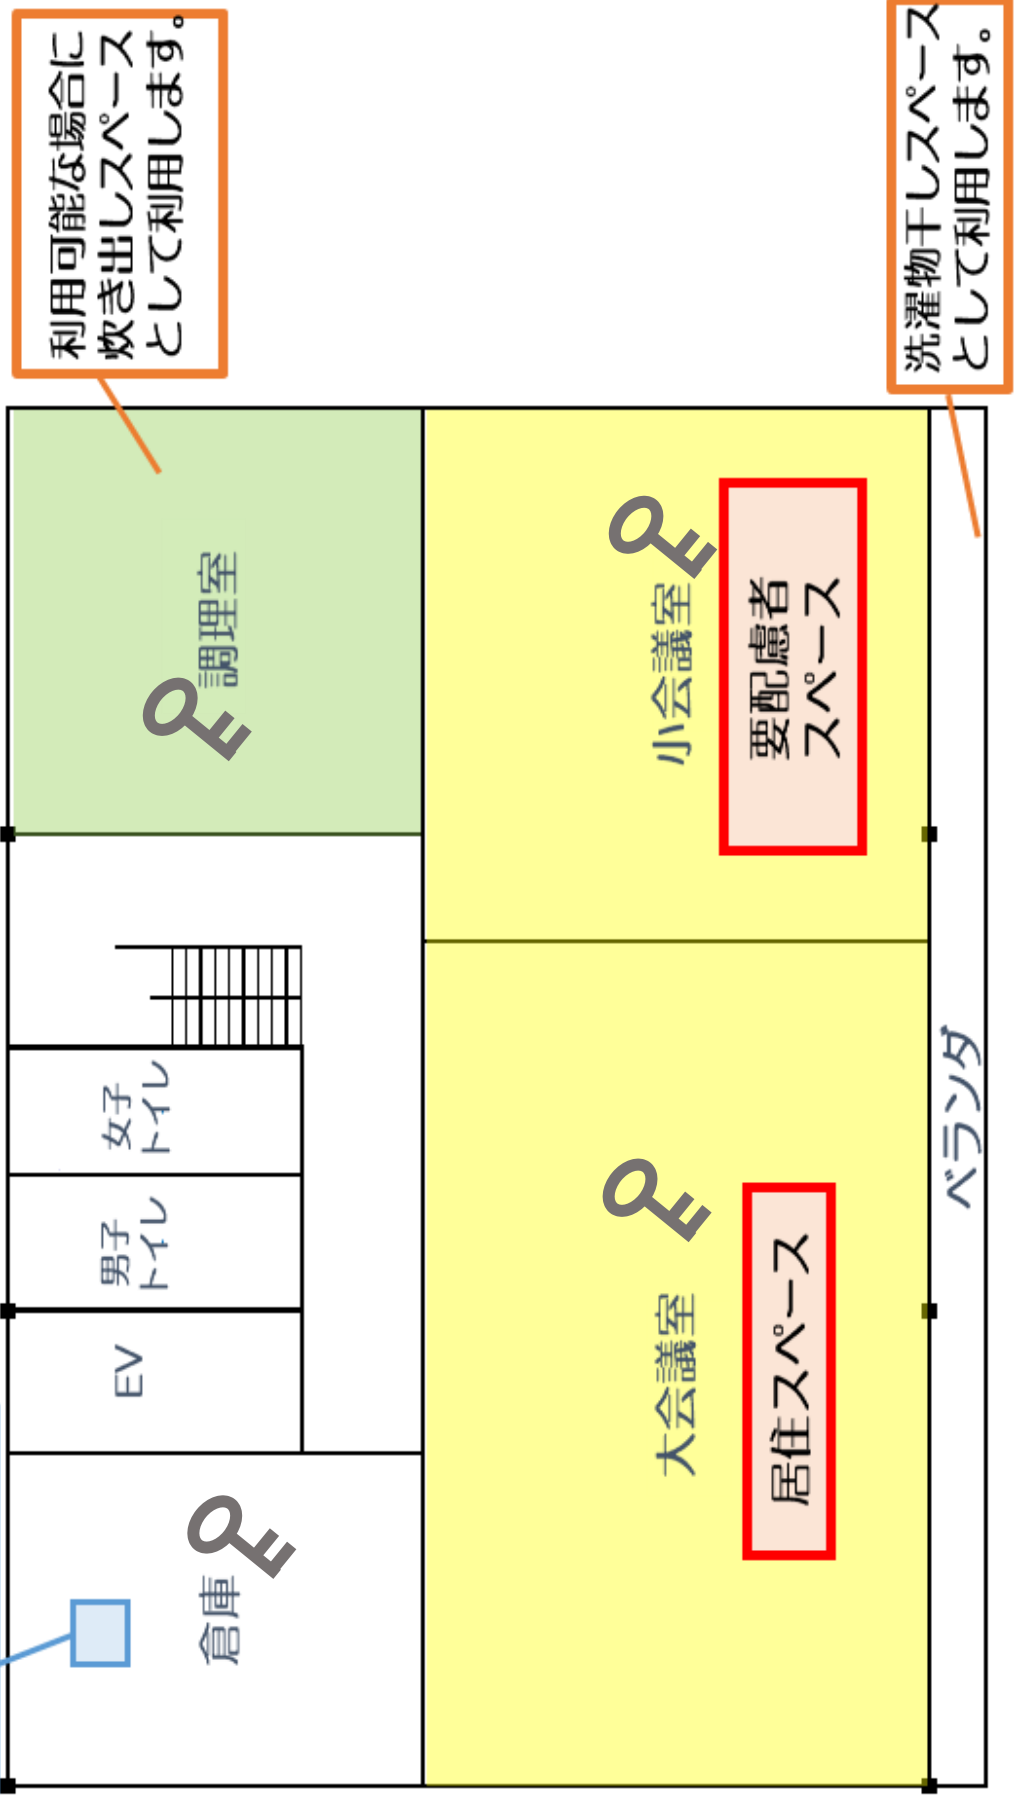 利用可能な場合に
炊き出しスペース
として利用します。
調理室
女子
トイレ
男子
トイレ
EV
倉庫
小会議室
要配慮者
スペース
大会議室
居住スペース
ベランダ
洗濯物干しスペース
として利用します。